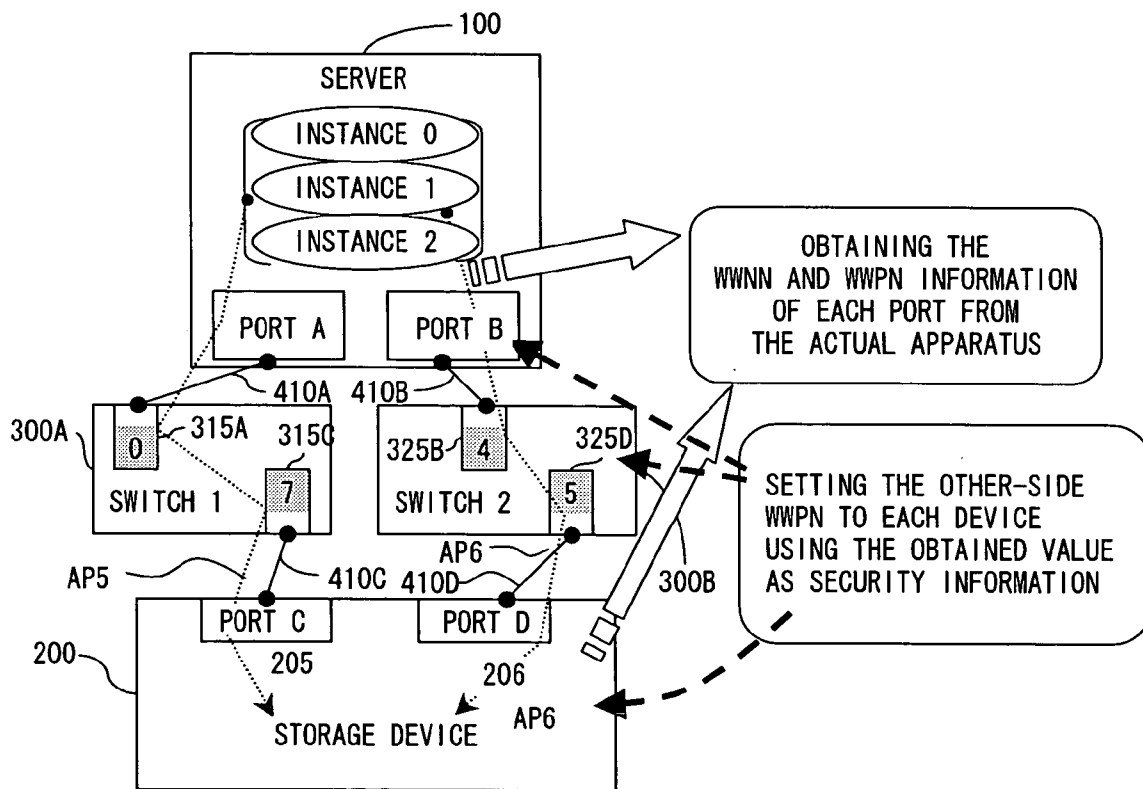 100
SERVER
INSTANCE 0
INSTANCE 1
INSTANCE 2
OBTAINING THE
WWNN AND WWPN INFORMATION
OF EACH PORT FROM
THE ACTUAL APPARATUS
PORT A
PORT B
410A
410B
300A
0
315A
315C
325B
4
325D
7
5
SWITCH 1
SWITCH 2
SETTING THE OTHER-SIDE
WWPN TO EACH DEVICE
USING THE OBTAINED VALUE
AS SECURITY INFORMATION
AP5
410C
AP6
410D
300B
PORT C
PORT D
200
205
206
AP6
STORAGE DEVICE